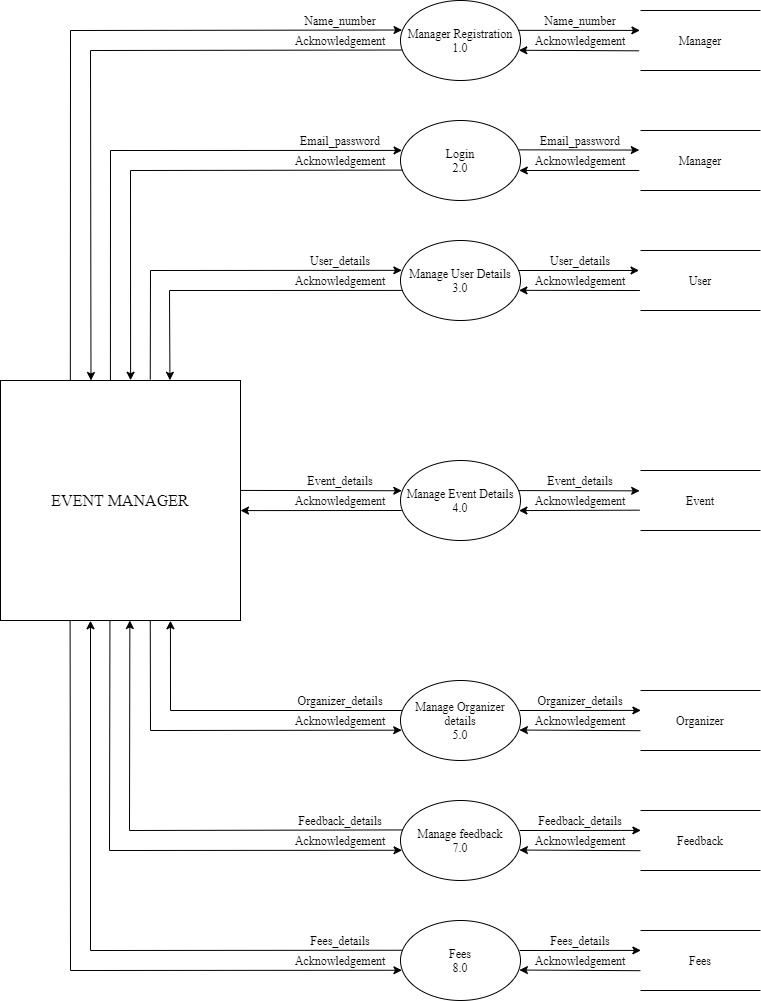 Name_number
Name_number
Manager Registration
1.0
Acknowledgement
Acknowledgement
Manager
Email_password
Email_password
Login
2.0
Acknowledgement
Acknowledgement
Manager
User_details
User_details
Manage User Details
3.0
Acknowledgement
Acknowledgement
User
EVENT MANAGER
Event_details
Event_details
Manage Event Details
4.0
Acknowledgement
Acknowledgement
Event
Organizer_details
Organizer_details
Manage Organizer
details
5.0
Acknowledgement
Acknowledgement
Organizer
Feedback_details
Feedback_details
Manage feedback
7.0
Acknowledgement
Acknowledgement
Feedback
Fees_details
Fees_details
Fees
8.0
Acknowledgement
Acknowledgement
Fees